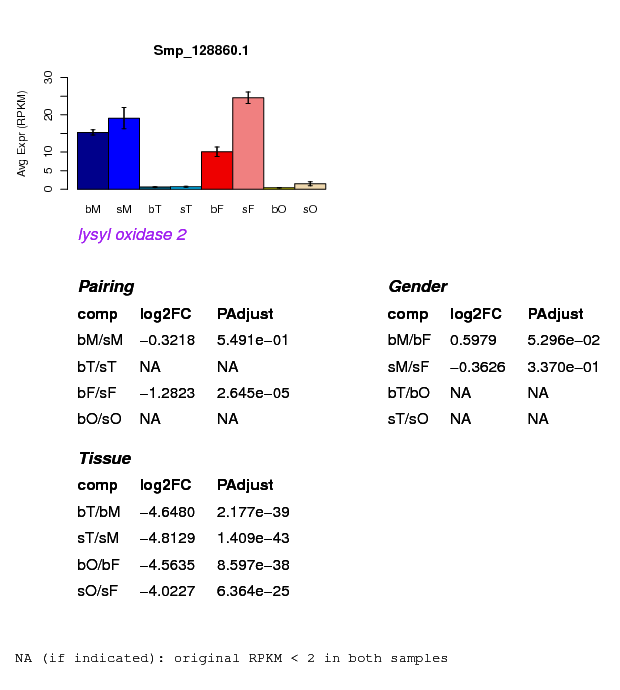 Smp_128860.1
Avg Expr (RPKM)
30
20
10
5
0
bM sM bT sT bF sF bO sO
lysyl oxidase 2
Pairing
comp log2FC PAdjust
bM/sM −0.3218 5.491e−01
bT/sT NA NA
bF/sF −1.2823 2.645e−05
bO/sO NA NA
Gender
comp log2FC PAdjust
bM/bF 0.5979 5.296e−02
sM/sF −0.3626 3.370e−01
bT/bO NA NA
sT/sO NA NA
Tissue
comp log2FC PAdjust
bT/bM −4.6480 2.177e−39
sT/sM −4.8129 1.409e−43
bO/bF −4.5635 8.597e−38
sO/sF −4.0227 6.364e−25
NA (if indicated): original RPKM < 2 in both samples